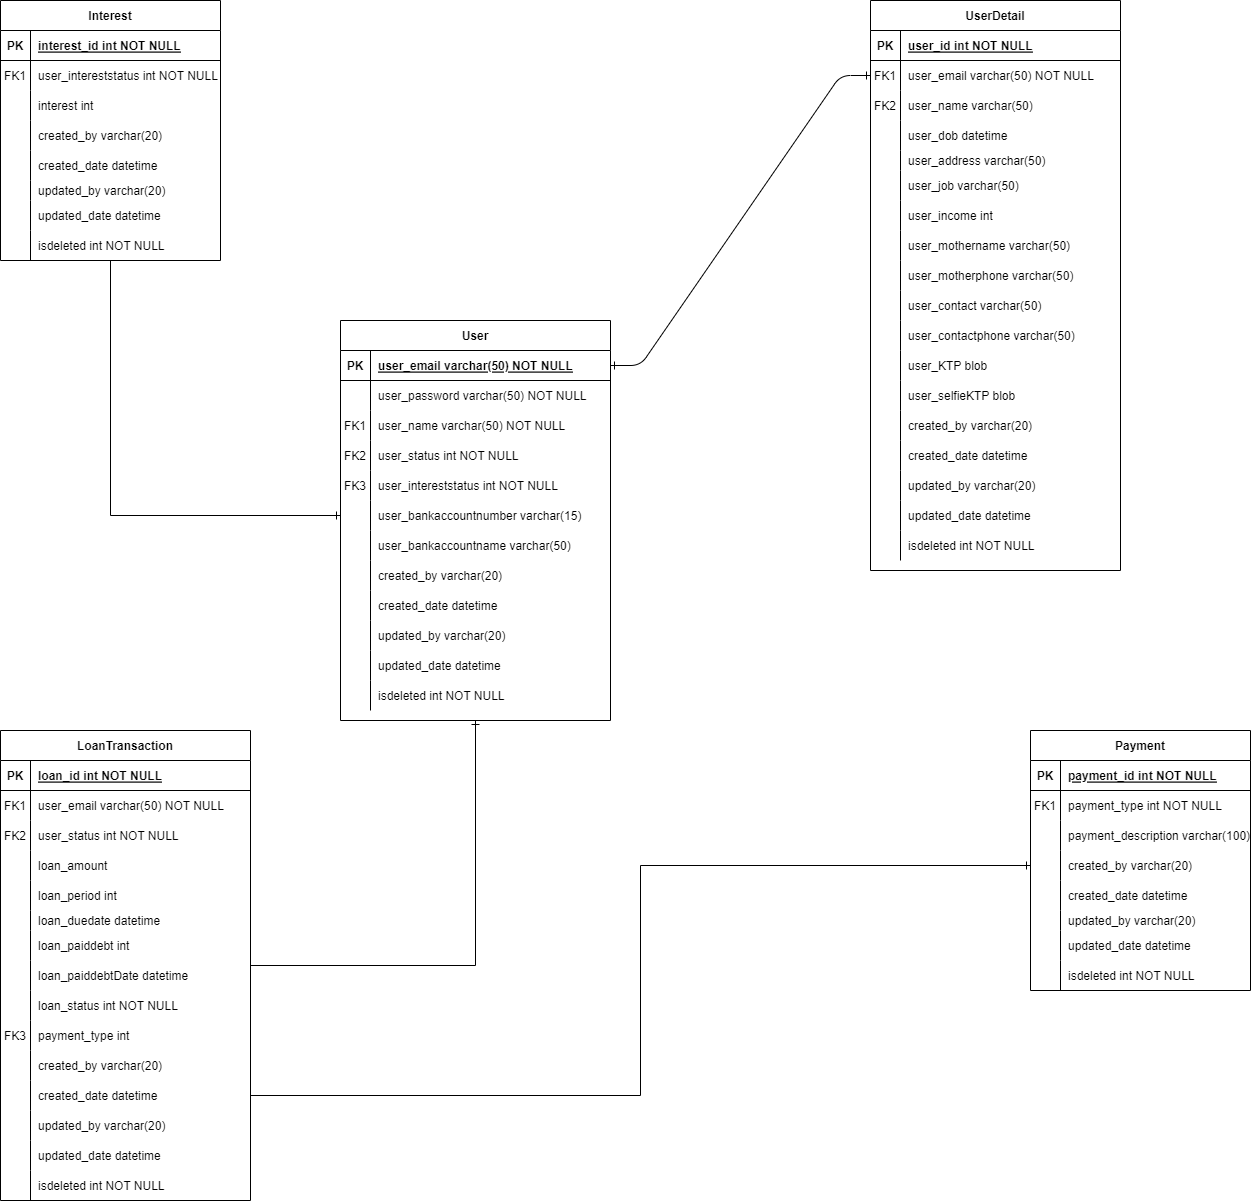 Interest
PK interest_id int NOT NULL
FK1 user_intereststatus int NOT NULL
interest int
created_by varchar(20)
created_date datetime
updated_by varchar(20)
updated_date datetime
isdeleted int NOT NULL
UserDetail
PK user_id int NOT NULL
FK1 user_email varchar(50) NOT NULL
FK2 user_name varchar(50)
user_dob datetime
user_address varchar(50)
user_job varchar(50)
user_income int
user_mothername varchar(50)
user_motherphone varchar(50)
user_contact varchar(50)
user_contactphone varchar(50)
user_KTP blob
user_selfieKTP blob
created_by varchar(20)
created_date datetime
updated_by varchar(20)
updated_date datetime
isdeleted int NOT NULL
User
PK user_email varchar(50) NOT NULL
user_password varchar(50) NOT NULL
FK1 user_name varchar(50) NOT NULL
FK2 user_status int NOT NULL
FK3 user_intereststatus int NOT NULL
user_bankaccountnumber varchar(15)
user_bankaccountname varchar(50)
created_by varchar(20)
created_date datetime
updated_by varchar(20)
updated_date datetime
isdeleted int NOT NULL
LoanTransaction
PK loan_id int NOT NULL
FK1 user_email varchar(50) NOT NULL
FK2 user_status int NOT NULL
loan_amount
loan_period int
loan_duedate datetime
loan_paiddebt int
loan_paiddebtDate datetime
loan_status int NOT NULL
FK3 payment_type int
created_by varchar(20)
created_date datetime
updated_by varchar(20)
updated_date datetime
isdeleted int NOT NULL
Payment
PK payment_id int NOT NULL
FK1 payment_type int NOT NULL
payment_description varchar(100)
created_by varchar(20)
created_date datetime
updated_by varchar(20)
updated_date datetime
isdeleted int NOT NULL